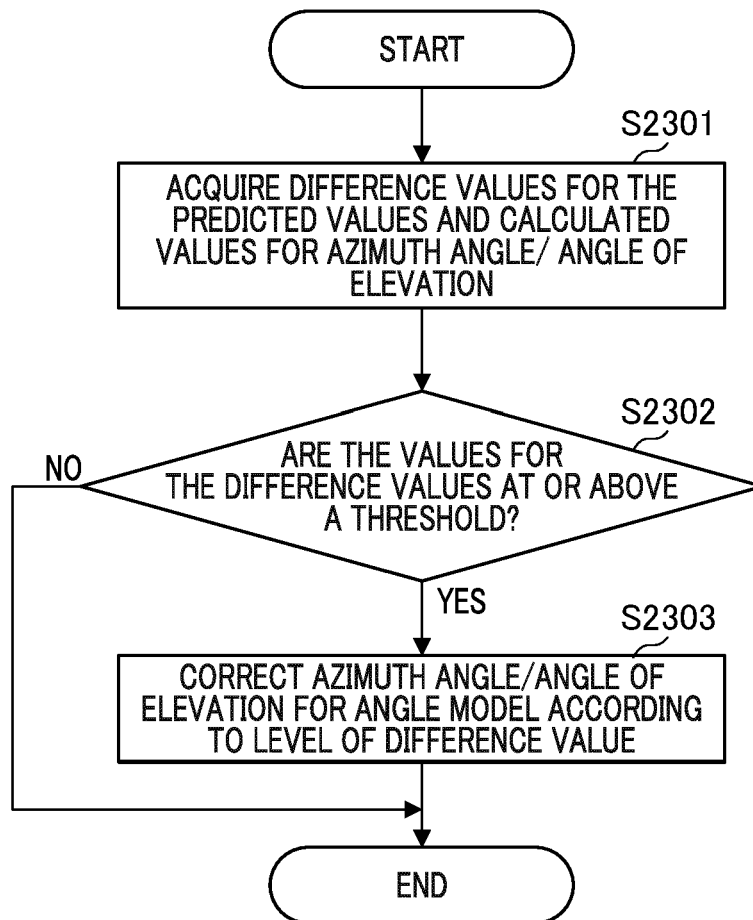 START
S2301
ACQUIRE DIFFERENCE VALUES FOR THE
PREDICTED VALUES AND CALCULATED
VALUES FOR AZIMUTH ANGLE/ ANGLE OF
ELEVATION
S2302
ARE THE VALUES FOR
THE DIFFERENCE VALUES AT OR ABOVE
A THRESHOLD?
NO
YES
S2303
CORRECT AZIMUTH ANGLE/ANGLE OF
ELEVATION FOR ANGLE MODEL ACCORDING
TO LEVEL OF DIFFERENCE VALUE
END